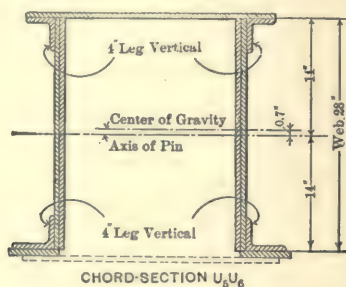 4" Leg Vertical
14"
Web. 28"
Center of Gravity
0.7"
Axis of Pin
14"
4" Leg Vertical
CHORD-SECTION U5U6